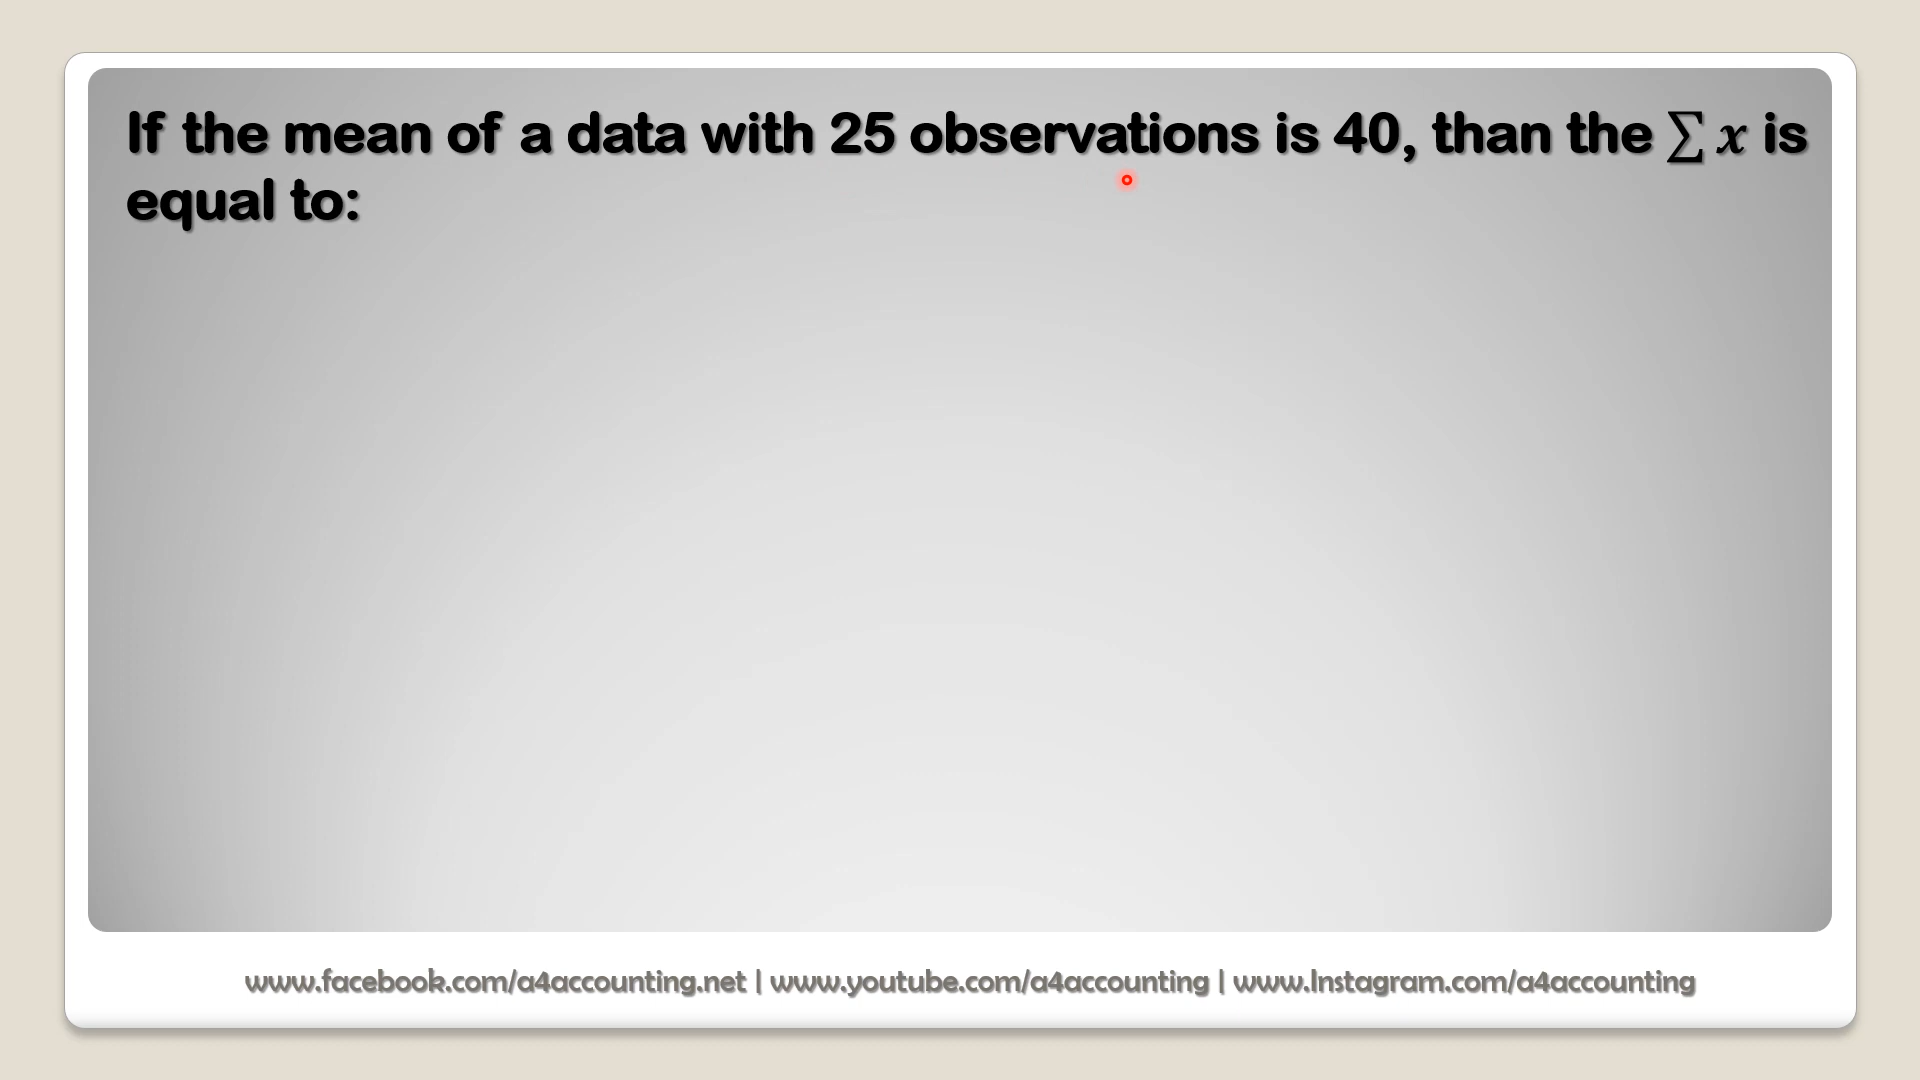 If the mean of a data with 25 observations is 40, than the ∑ 𝒙 is
equal to:
www.facebook.com/a4accounting.net | www.youtube.com/a4accounting | www.Instagram.com/a4accounting